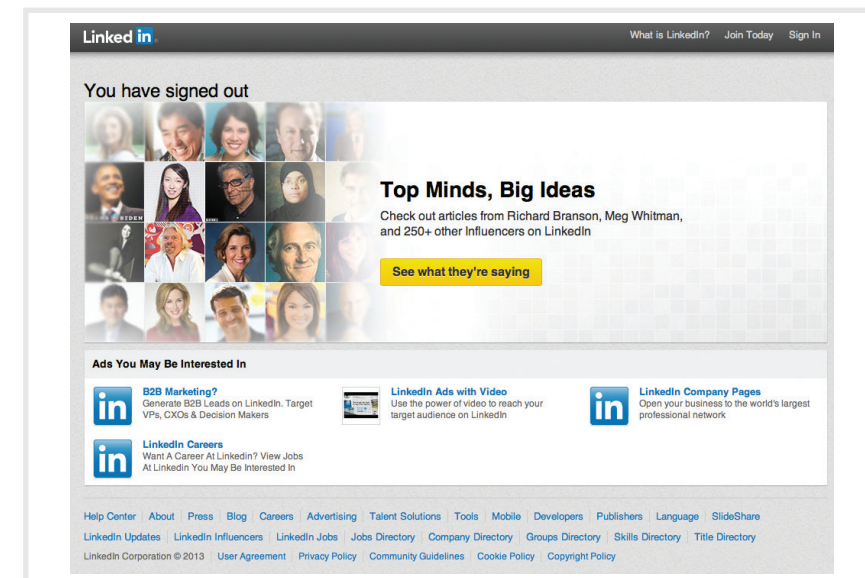 Linked in
What is LinkedIn? Join Today Sign In
You have signed out
Top Minds, Big Ideas
Check out articles from Richard Branson, Meg Whitman,
and 250+ other Influencers on LinkedIn
See what they're saying
Ads You May Be Interested In
B2B Marketing?
Generate B2B Leads on LinkedIn. Target
VPs, CXOs & Decision Makers
LinkedIn Ads with Video
Use the power of video to reach your
target audience on LinkedIn
LinkedIn Company Pages
Open your business to the world's largest
professional network
LinkedIn Careers
Want A Career At Linkedin? View Jobs
At Linkedin You May Be Interested In
Help Center About Press Blog Careers Advertising Talent Solutions Tools Mobile Developers Publishers Language SlideShare
LinkedIn Updates LinkedIn Influencers LinkedIn Jobs Jobs Directory Company Directory Groups Directory Skills Directory Title Directory
LinkedIn Corporation © 2013 User Agreement Privacy Policy Community Guidelines Cookie Policy Copyright Policy